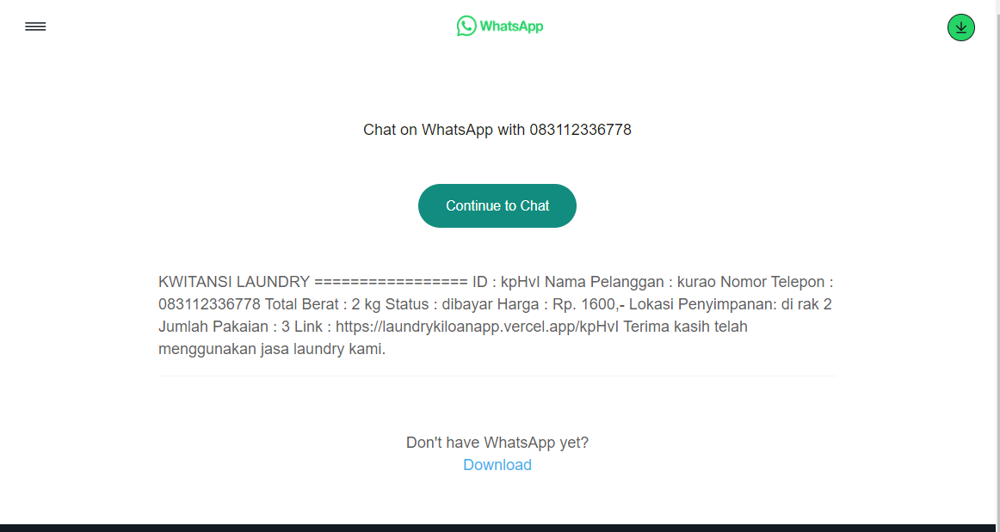 WhatsApp
Chat on WhatsApp with 083112336778
Continue to Chat
KWITANSI LAUNDRY ================= ID : kpHvI Nama Pelanggan : kurao Nomor Telepon :
083112336778 Total Berat : 2 kg Status : dibayar Harga : Rp. 1600,- Lokasi Penyimpanan: di rak 2
Jumlah Pakaian : 3 Link : https://laundrykiloanapp.vercel.app/kpHvI Terima kasih telah
menggunakan jasa laundry kami.
Don't have WhatsApp yet?
Download